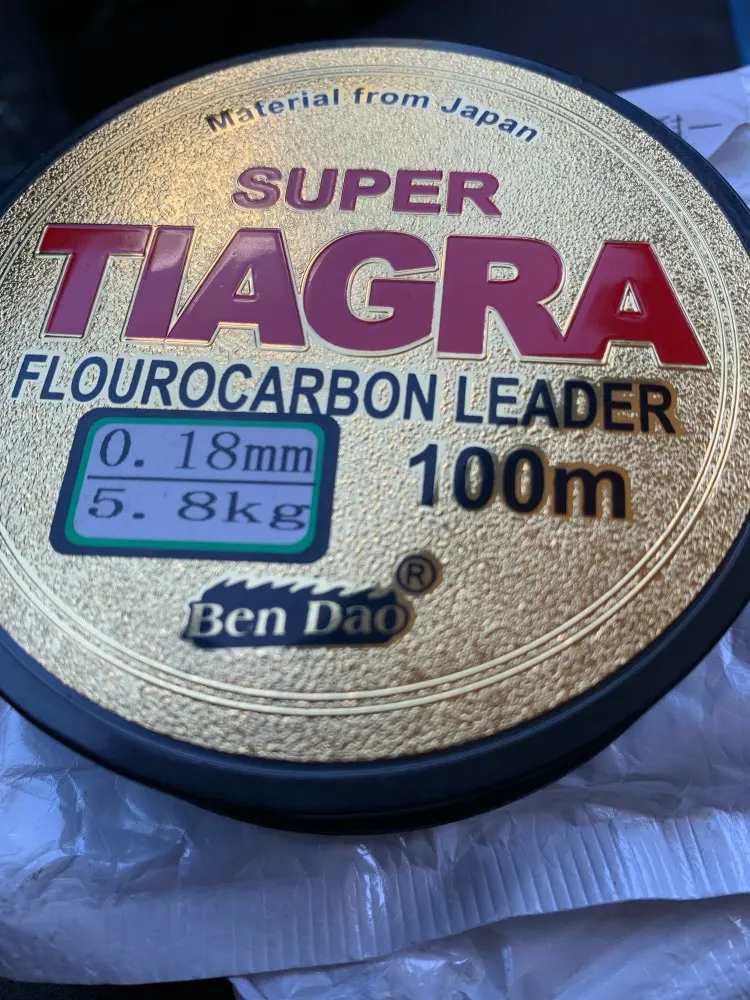 Material from Japan
SUPER
TIAGRA
FLOUROCARBON LEADER
0.18mm
5.8kg
100m
Ben Dao®